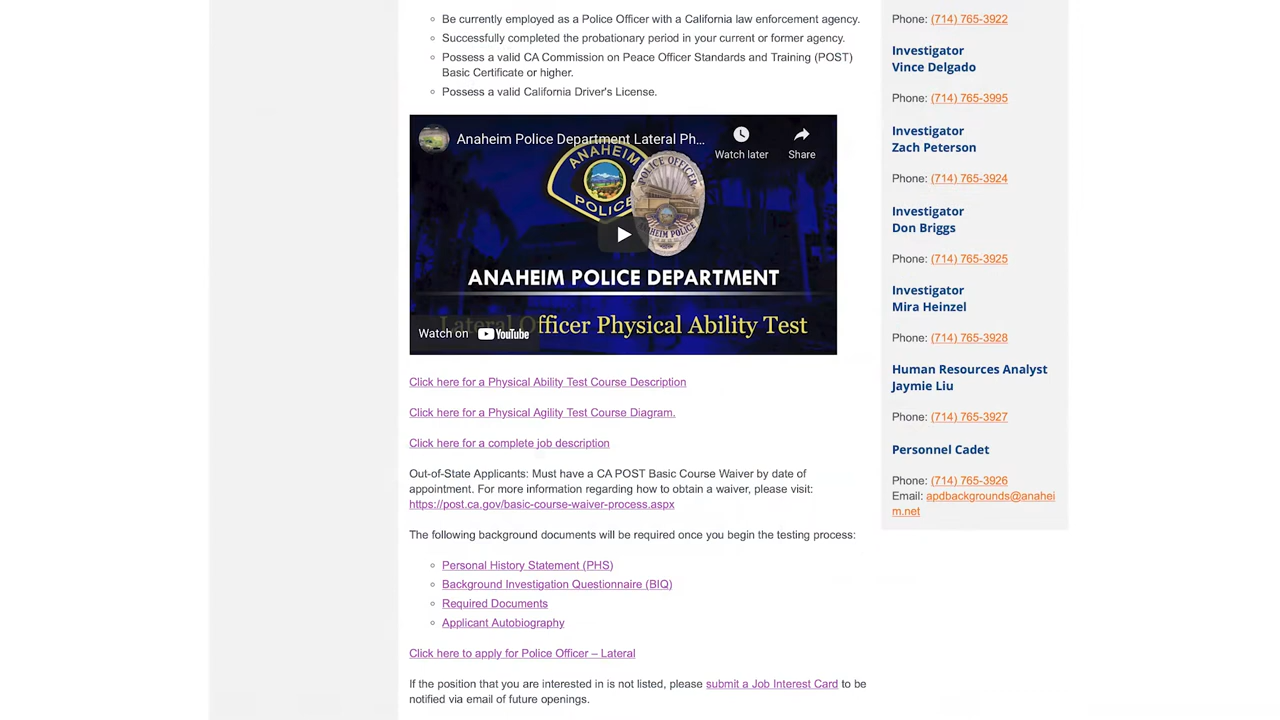 Be currently employed as a Police Officer with a California law enforcement agency.
Successfully completed the probationary period in your current or former agency.
Possess a valid CA Commission on Peace Officer Standards and Training (POST)
Basic Certificate or higher.
Possess a valid California Driver's License.
Anaheim Police Department Lateral Ph...
Watch later
Share
ANAHEIM
POLICE
POLICE OFFICER
ANAHEIM POLICE
ANAHEIM POLICE DEPARTMENT
Lateral Officer Physical Ability Test
Watch on YouTube
Click here for a Physical Ability Test Course Description
Click here for a Physical Agility Test Course Diagram.
Click here for a complete job description
Out-of-State Applicants: Must have a CA POST Basic Course Waiver by date of
appointment. For more information regarding how to obtain a waiver, please visit:
https://post.ca.gov/basic-course-waiver-process.aspx
The following background documents will be required once you begin the testing process:
Personal History Statement (PHS)
Background Investigation Questionnaire (BIQ)
Required Documents
Applicant Autobiography
Click here to apply for Police Officer – Lateral
If the position that you are interested in is not listed, please submit a Job Interest Card to be
notified via email of future openings.
Phone: (714) 765-3922
Investigator
Vince Delgado
Phone: (714) 765-3995
Investigator
Zach Peterson
Phone: (714) 765-3924
Investigator
Don Briggs
Phone: (714) 765-3925
Investigator
Mira Heinzel
Phone: (714) 765-3928
Human Resources Analyst
Jaymie Liu
Phone: (714) 765-3927
Personnel Cadet
Phone: (714) 765-3926
Email: apdbackgrounds@anahei
m.net